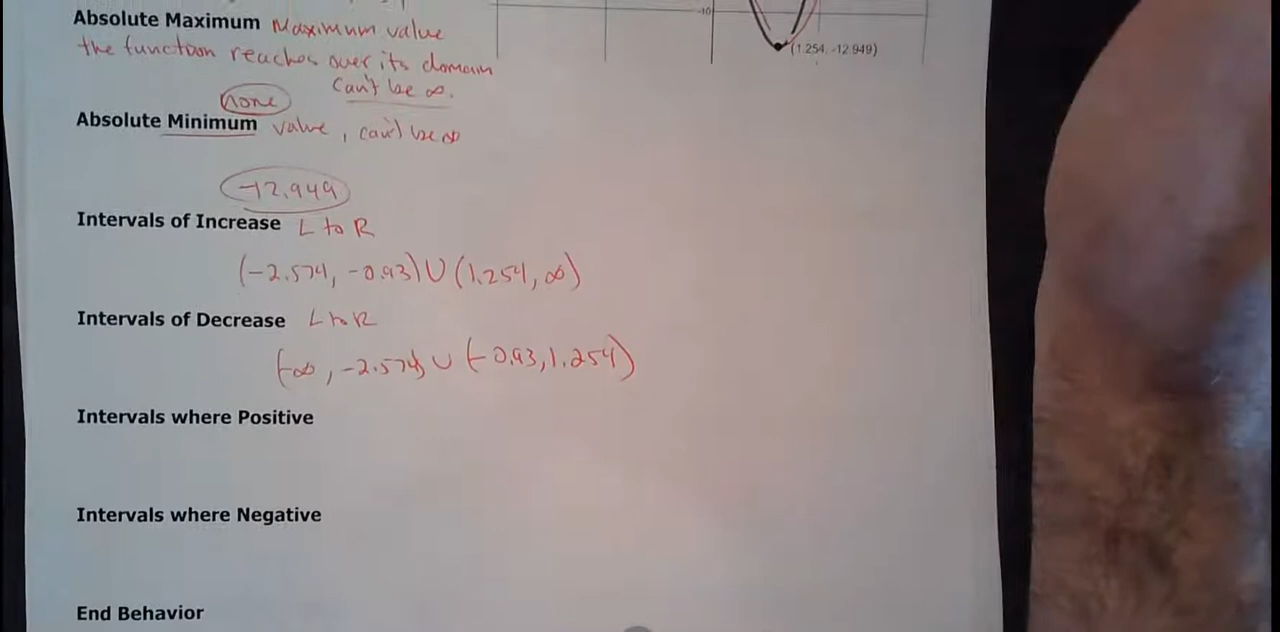 -10
Absolute Maximum Maximum value
(1.254, -12.949)
the function reaches over its domain
can't be ∞.
none
Absolute Minimum value, can't be ∞
-12.949
Intervals of Increase L to R
(-2.574, -0.93) ∪ (1.254, ∞)
Intervals of Decrease L to R
(-∞, -2.574) ∪ (-0.93, 1.254)
Intervals where Positive
Intervals where Negative
End Behavior